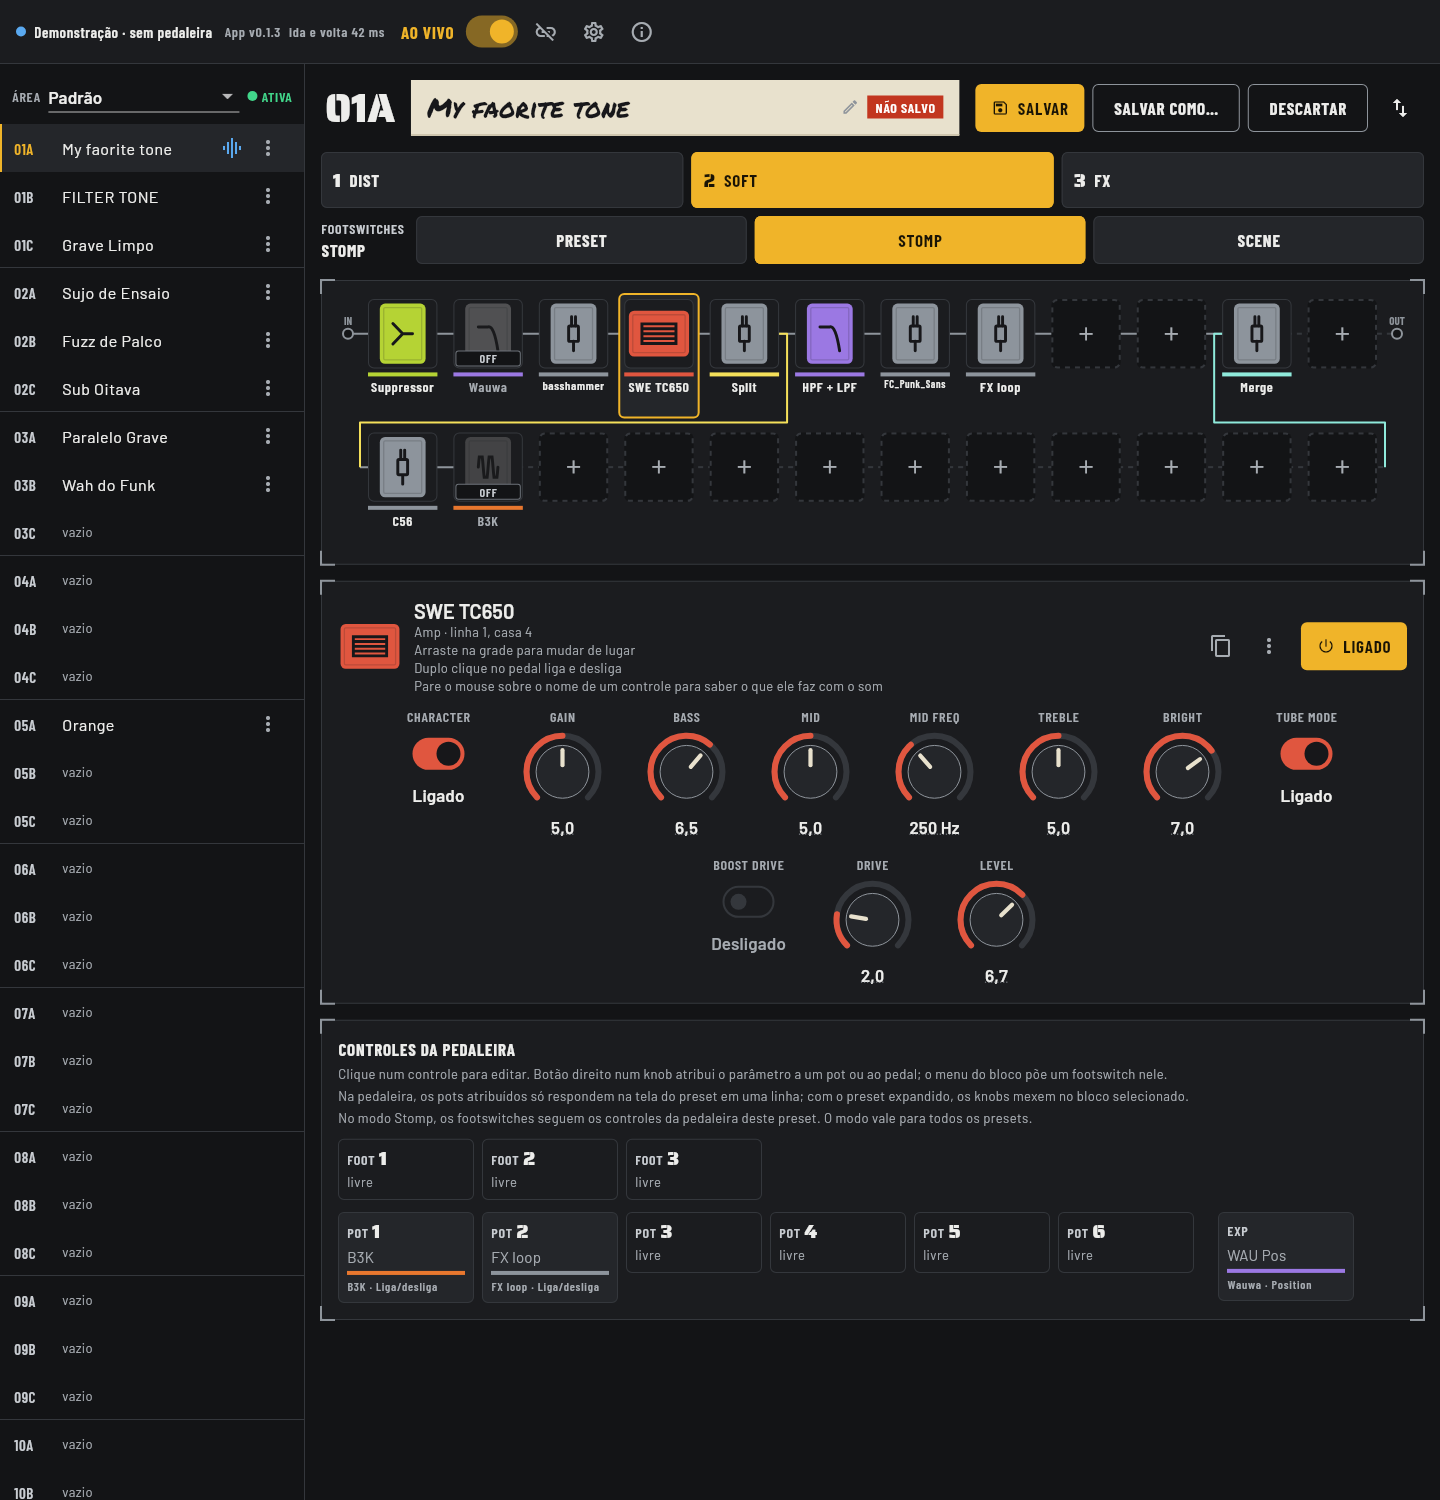 Demonstração · sem pedaleira App v0.1.3 Ida e volta 42 ms AO VIVO
ÁREA Padrão ATIVA
01A My faorite tone
01B FILTER TONE
01C Grave Limpo
02A Sujo de Ensaio
02B Fuzz de Palco
02C Sub Oitava
03A Paralelo Grave
03B Wah do Funk
03C vazio
04A vazio
04B vazio
04C vazio
05A Orange
05B vazio
05C vazio
06A vazio
06B vazio
06C vazio
07A vazio
07B vazio
07C vazio
08A vazio
08B vazio
08C vazio
09A vazio
09B vazio
09C vazio
10A vazio
10B vazio
01A My faorite tone NÃO SALVO SALVAR SALVAR COMO... DESCARTAR
1 DIST 2 SOFT 3 FX
FOOTSWITCHES
STOMP
PRESET STOMP SCENE
IN OUT
OFF
Suppressor Wauwa basshammer SWE TC650 Split HPF + LPF FC_Punk_Sans FX loop Merge
OFF
C56 B3K
SWE TC650
Amp · linha 1, casa 4
Arraste na grade para mudar de lugar
Duplo clique no pedal liga e desliga
Pare o mouse sobre o nome de um controle para saber o que ele faz com o som
LIGADO
CHARACTER GAIN BASS MID MID FREQ TREBLE BRIGHT TUBE MODE
Ligado 5,0 6,5 5,0 250 Hz 5,0 7,0 Ligado
BOOST DRIVE DRIVE LEVEL
Desligado 2,0 6,7
CONTROLES DA PEDALEIRA
Clique num controle para editar. Botão direito num knob atribui o parâmetro a um pot ou ao pedal; o menu do bloco põe um footswitch nele.
Na pedaleira, os pots atribuídos só respondem na tela do preset em uma linha; com o preset expandido, os knobs mexem no bloco selecionado.
No modo Stomp, os footswitches seguem os controles da pedaleira deste preset. O modo vale para todos os presets.
FOOT 1 FOOT 2 FOOT 3
livre livre livre
POT 1 POT 2 POT 3 POT 4 POT 5 POT 6 EXP
B3K FX loop livre livre livre livre WAU Pos
B3K · Liga/desliga FX loop · Liga/desliga Wauwa · Position